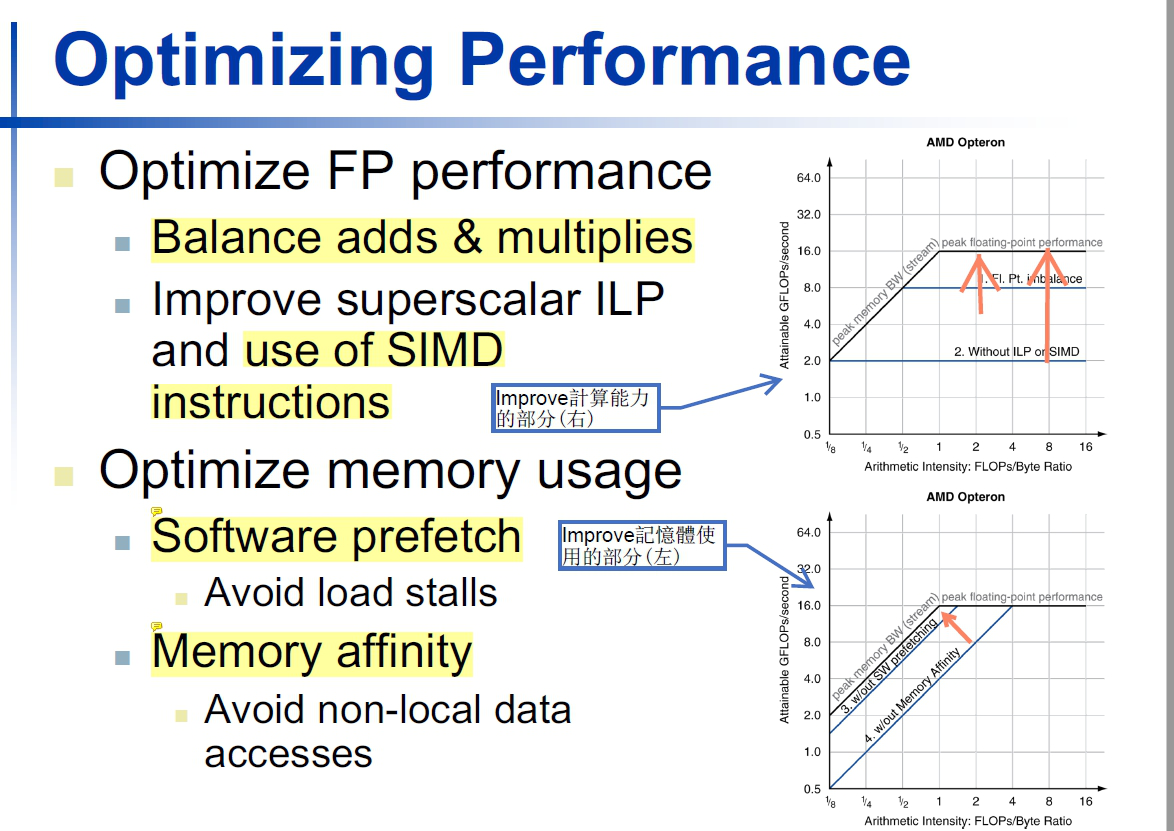 Optimizing Performance
Optimize FP performance
Balance adds & multiplies
Improve superscalar ILP
and use of SIMD
instructions
Improve計算能力
的部分(右)
Optimize memory usage
Software prefetch
Avoid load stalls
Improve記憶體使
用的部分(左)
Memory affinity
Avoid non-local data
accesses
AMD Opteron
Attainable GFLOPs/second
64.0
32.0
16.0
8.0
4.0
2.0
1.0
0.5
peak memory BW (stream)
peak floating-point performance
1. Fl. Pt. imbalance
2. Without ILP or SIMD
1/8 1/4 1/2 1 2 4 8 16
Arithmetic Intensity: FLOPs/Byte Ratio
AMD Opteron
Attainable GFLOPs/second
64.0
32.0
16.0
8.0
4.0
2.0
1.0
0.5
peak memory BW (stream)
peak floating-point performance
3. w/out SW prefetching
4. w/out Memory Affinity
1/8 1/4 1/2 1 2 4 8 16
Arithmetic Intensity: FLOPs/Byte Ratio